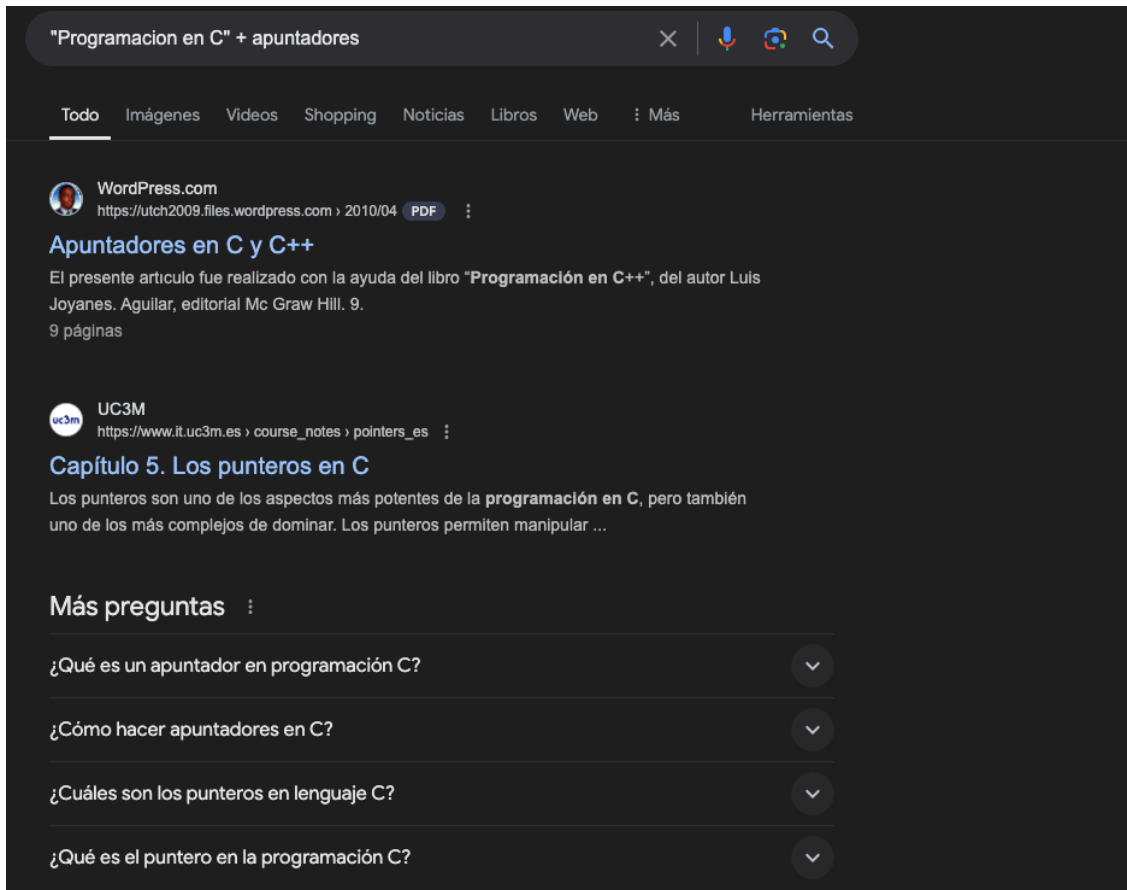 "Programacion en C" + apuntadores
Todo Imágenes Videos Shopping Noticias Libros Web Más Herramientas
WordPress.com
https://utch2009.files.wordpress.com › 2010/04 PDF
Apuntadores en C y C++
El presente artıculo fue realizado con la ayuda del libro “Programación en C++”, del autor Luis
Joyanes. Aguilar, editorial Mc Graw Hill. 9.
9 páginas
uc3m
UC3M
https://www.it.uc3m.es › course_notes › pointers_es
Capítulo 5. Los punteros en C
Los punteros son uno de los aspectos más potentes de la programación en C, pero también
uno de los más complejos de dominar. Los punteros permiten manipular ...
Más preguntas
¿Qué es un apuntador en programación C?
¿Cómo hacer apuntadores en C?
¿Cuáles son los punteros en lenguaje C?
¿Qué es el puntero en la programación C?